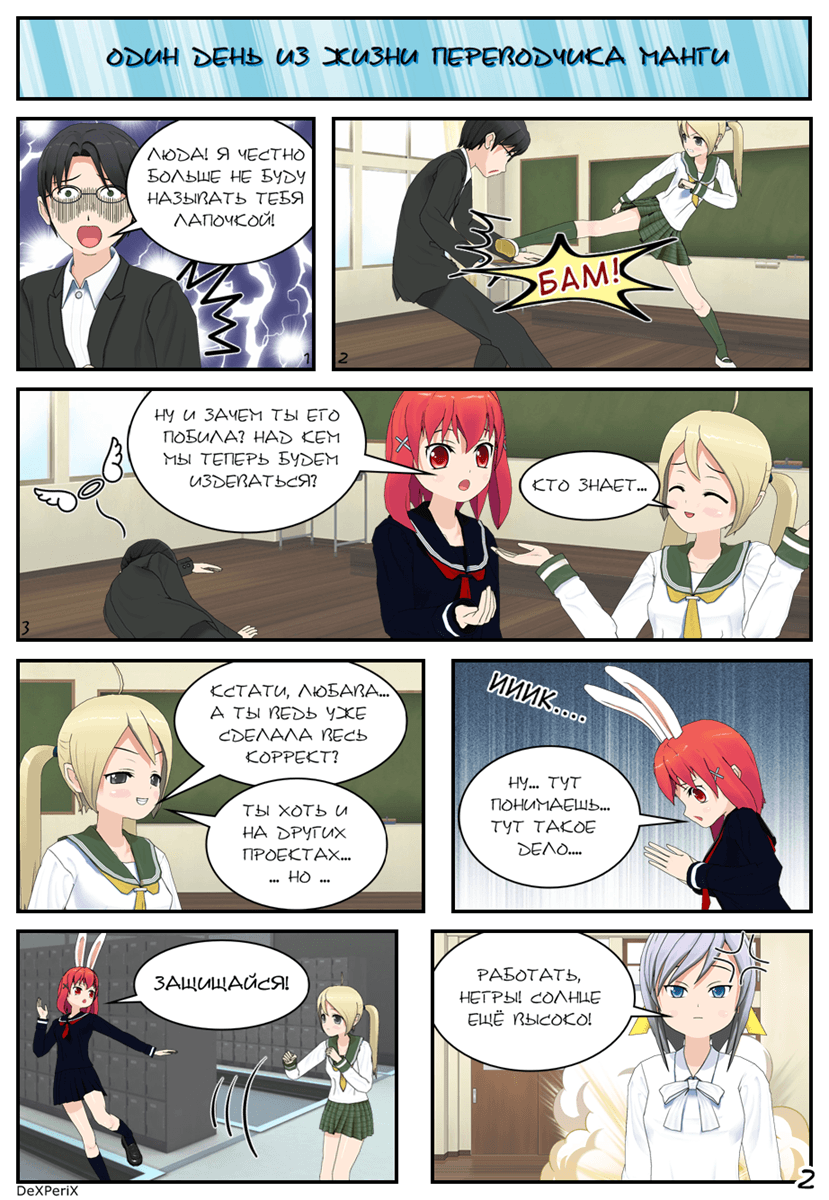 ОДИН ДЕНЬ ИЗ ЖИЗНИ ПЕРЕВОДЧИКА МАНГИ
ЛЮДА! Я ЧЕСТНО
БОЛЬШЕ НЕ БУДУ
НАЗЫВАТЬ ТЕБЯ
ЛАПОЧКОЙ!
1
БАМ!
2
НУ И ЗАЧЕМ ТЫ ЕГО
ПОБИЛА? НАД КЕМ
МЫ ТЕПЕРЬ БУДЕМ
ИЗДЕВАТЬСЯ?
КТО ЗНАЕТ...
3
КСТАТИ, ЛЮБАВА...
А ТЫ ВЕДЬ УЖЕ
СДЕЛАЛА ВЕСЬ
КОРРЕКТ?
ТЫ ХОТЬ И
НА ДРУГИХ
ПРОЕКТАХ...
... НО ...
ИИИК....
НУ... ТУТ
ПОНИМАЕШЬ...
ТУТ ТАКОЕ
ДЕЛО....
ЗАЩИЩАЙСЯ!
РАБОТАТЬ,
НЕГРЫ! СОЛНЦЕ
ЕЩЁ ВЫСОКО!
2
DeXPeriX